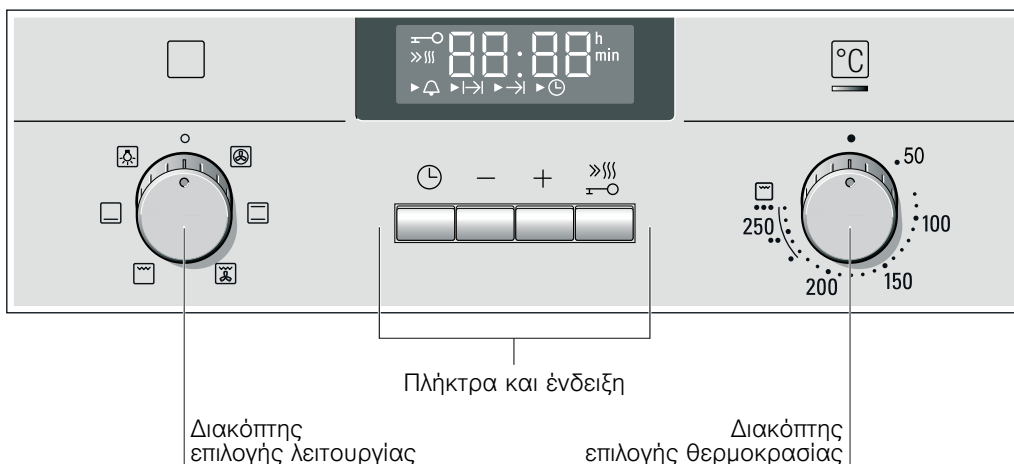 88:88 h
min
°C
50
100
150
200
250
− +
Πλήκτρα και ένδειξη
Διακόπτης
επιλογής λειτουργίας
Διακόπτης
επιλογής θερμοκρασίας